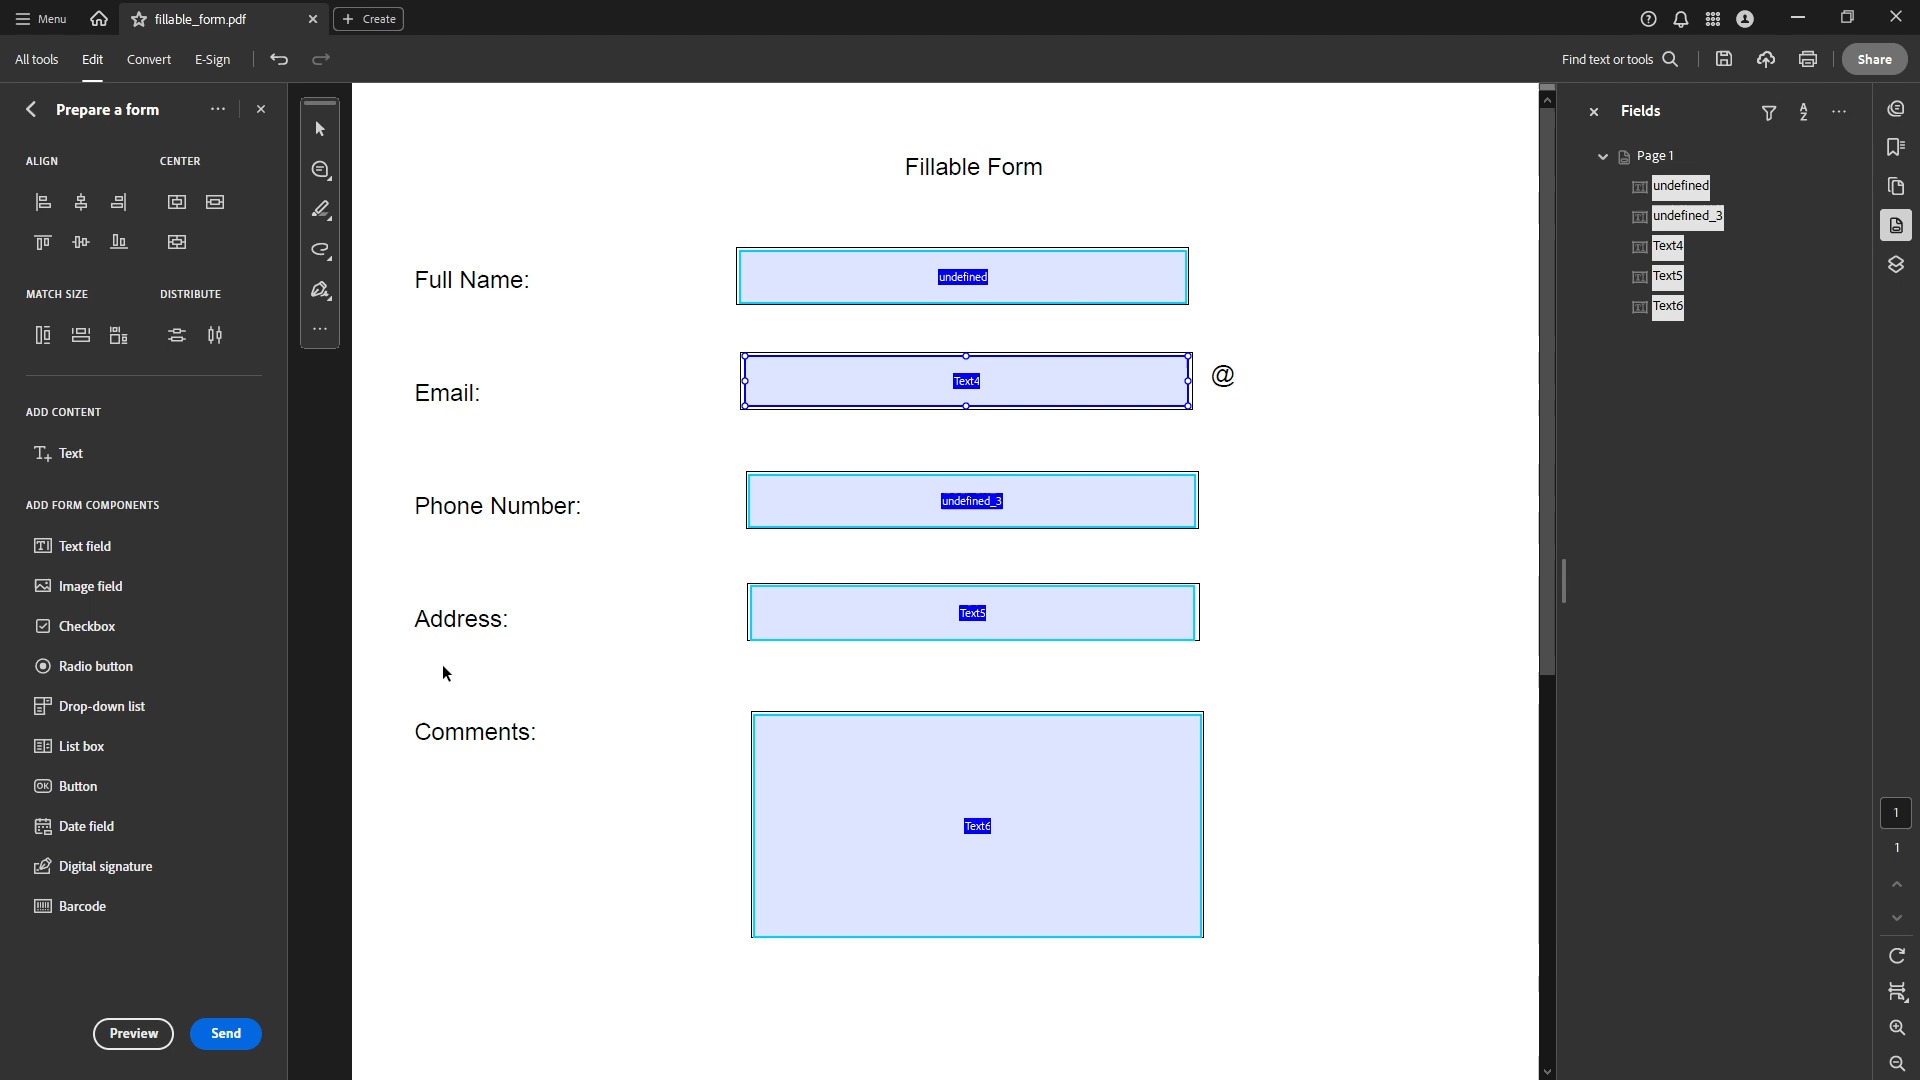 Menu
fillable_form.pdf
Create
All tools
Edit
Convert
E-Sign
Find text or tools
Share
Prepare a form
ALIGN
CENTER
MATCH SIZE
DISTRIBUTE
ADD CONTENT
Text
ADD FORM COMPONENTS
Text field
Image field
Checkbox
Radio button
Drop-down list
List box
OK Button
Date field
Digital signature
Barcode
Preview
Send
Fillable Form
Full Name:
undefined
Email:
Text4
@
Phone Number:
undefined_3
Address:
Text5
Comments:
Text6
Fields
Page 1
undefined
undefined_3
Text4
Text5
Text6
1
1